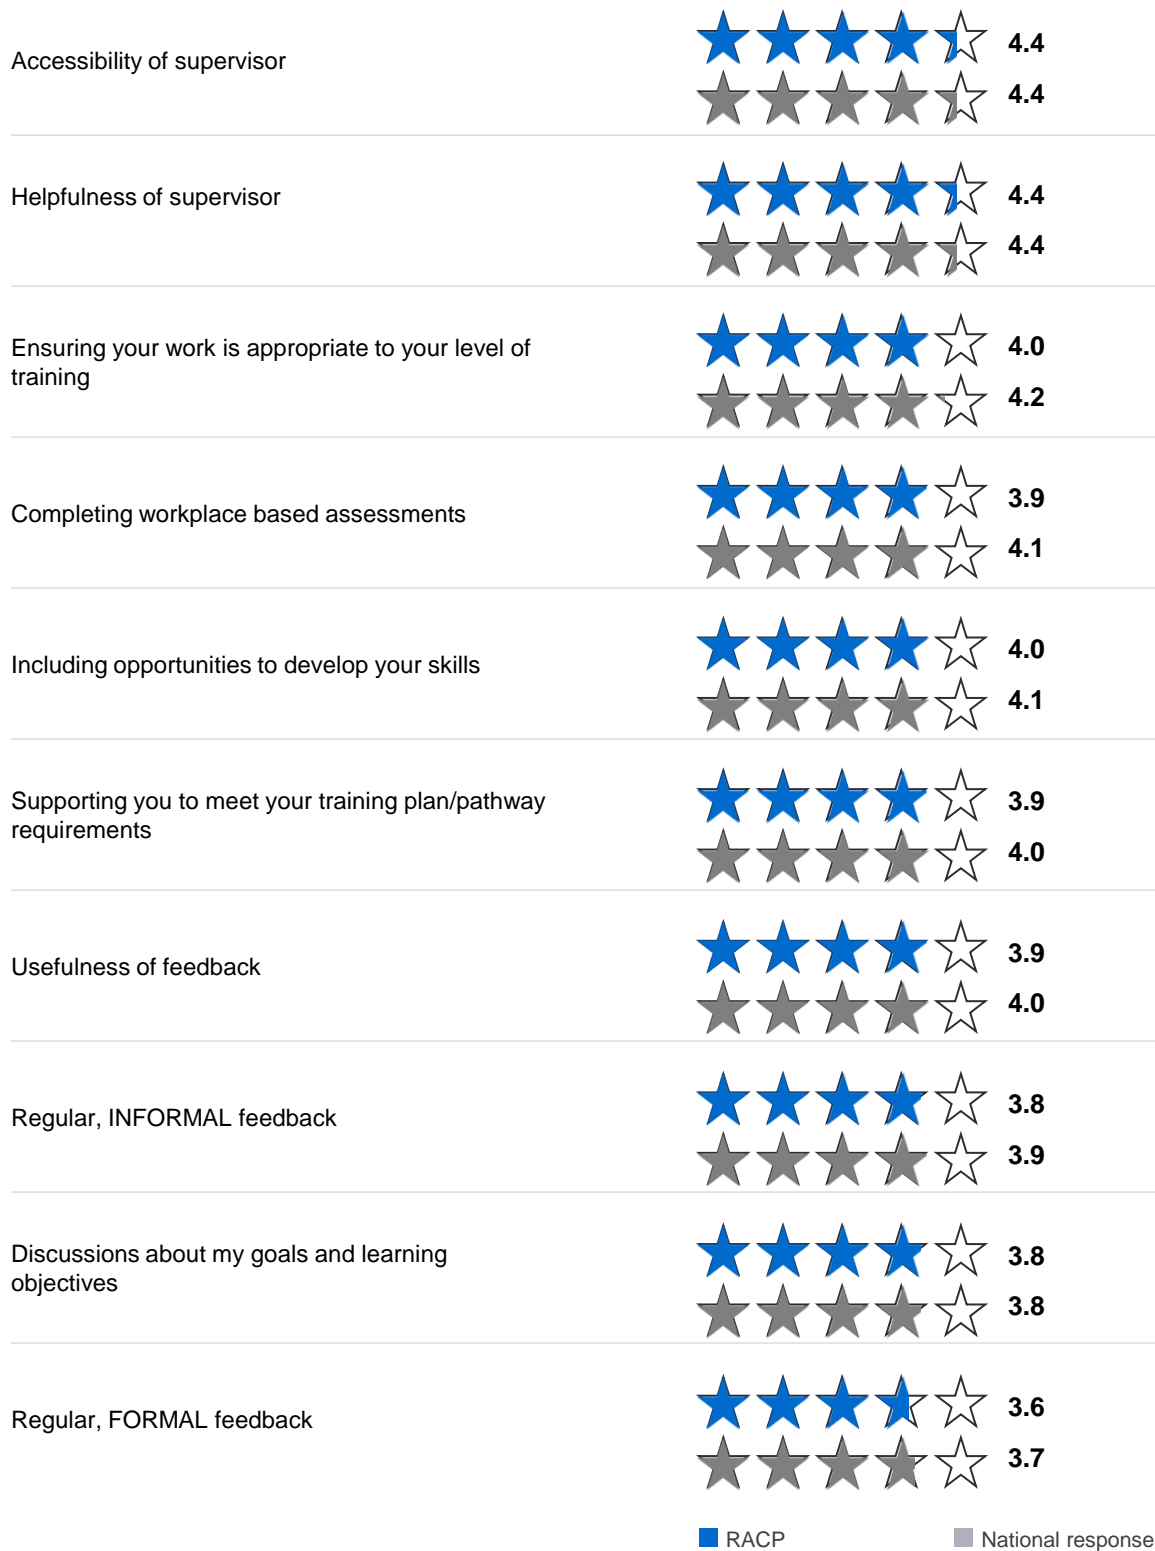 Accessibility of supervisor
4.4
4.4
Helpfulness of supervisor
4.4
4.4
Ensuring your work is appropriate to your level of
training
4.0
4.2
Completing workplace based assessments
3.9
4.1
Including opportunities to develop your skills
4.0
4.1
Supporting you to meet your training plan/pathway
requirements
3.9
4.0
Usefulness of feedback
3.9
4.0
Regular, INFORMAL feedback
3.8
3.9
Discussions about my goals and learning
objectives
3.8
3.8
Regular, FORMAL feedback
3.6
3.7
RACP
National response